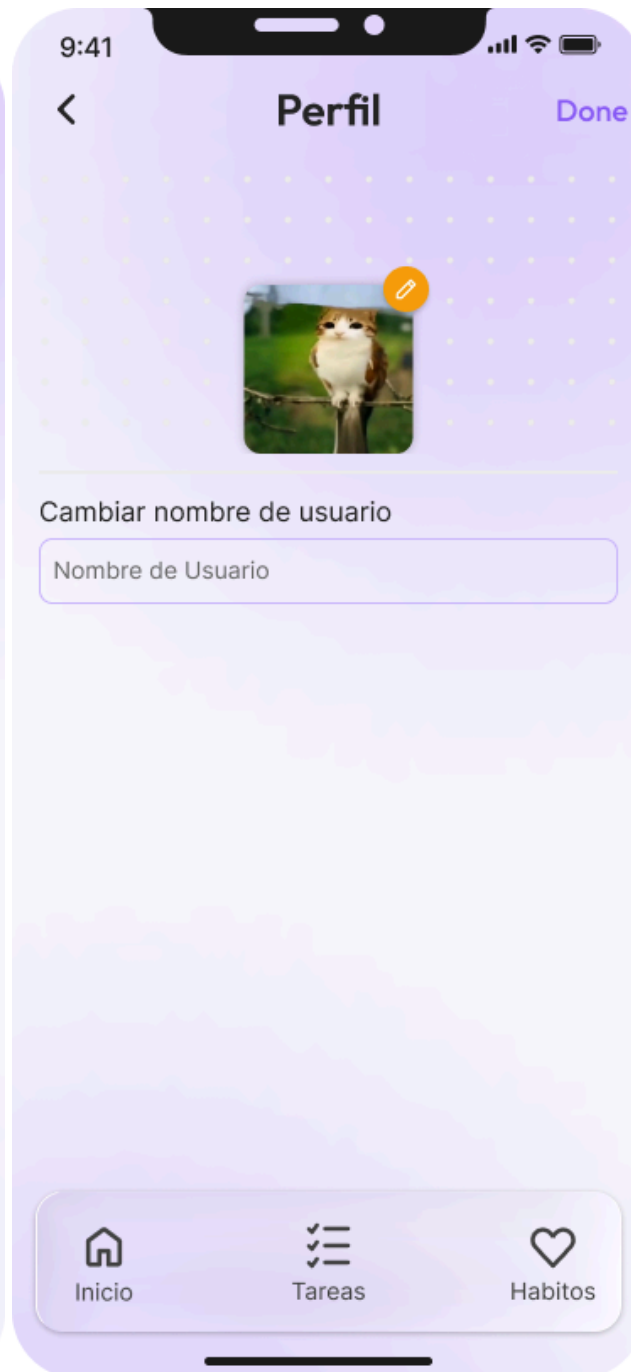 9:41
Perfil
Done
Cambiar nombre de usuario
Nombre de Usuario
Inicio
Tareas
Habitos